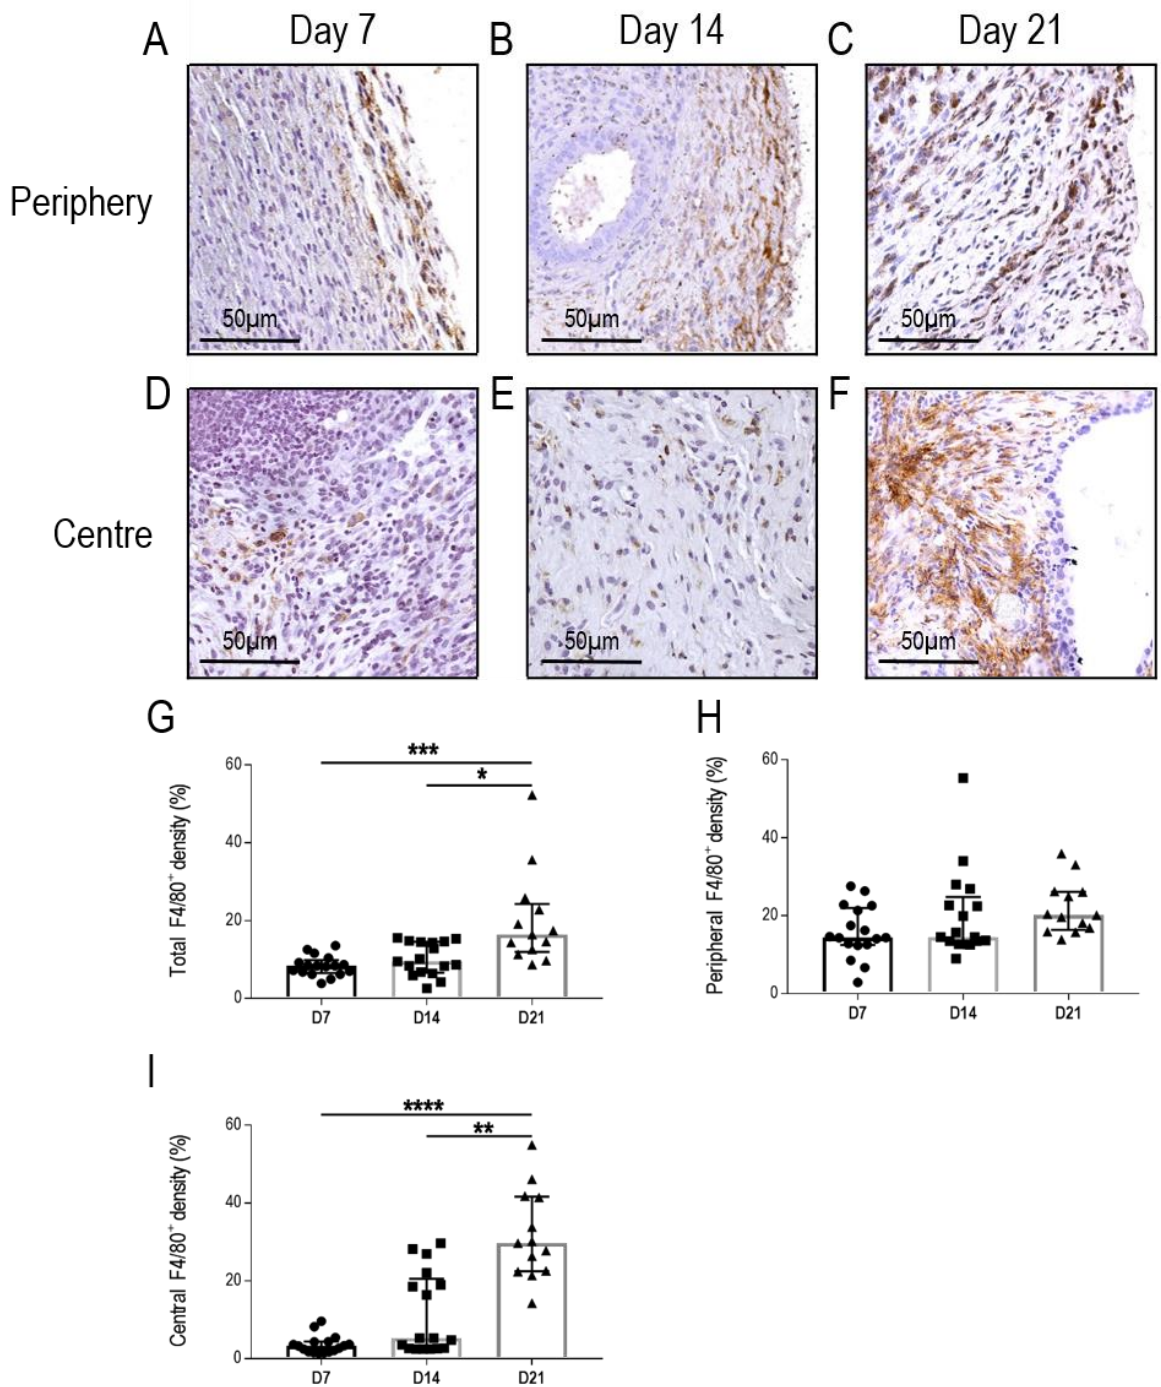 A Day 7 B Day 14 C Day 21
Periphery
50µm 50µm 50µm
D E F
Centre
50µm 50µm 50µm
G H
***
*
Total F4/80⁺ density (%)
60
40
20
0
D7 D14 D21
Peripheral F4/80⁺ density (%)
60
40
20
0
D7 D14 D21
I
****
**
Central F4/80⁺ density (%)
60
40
20
0
D7 D14 D21